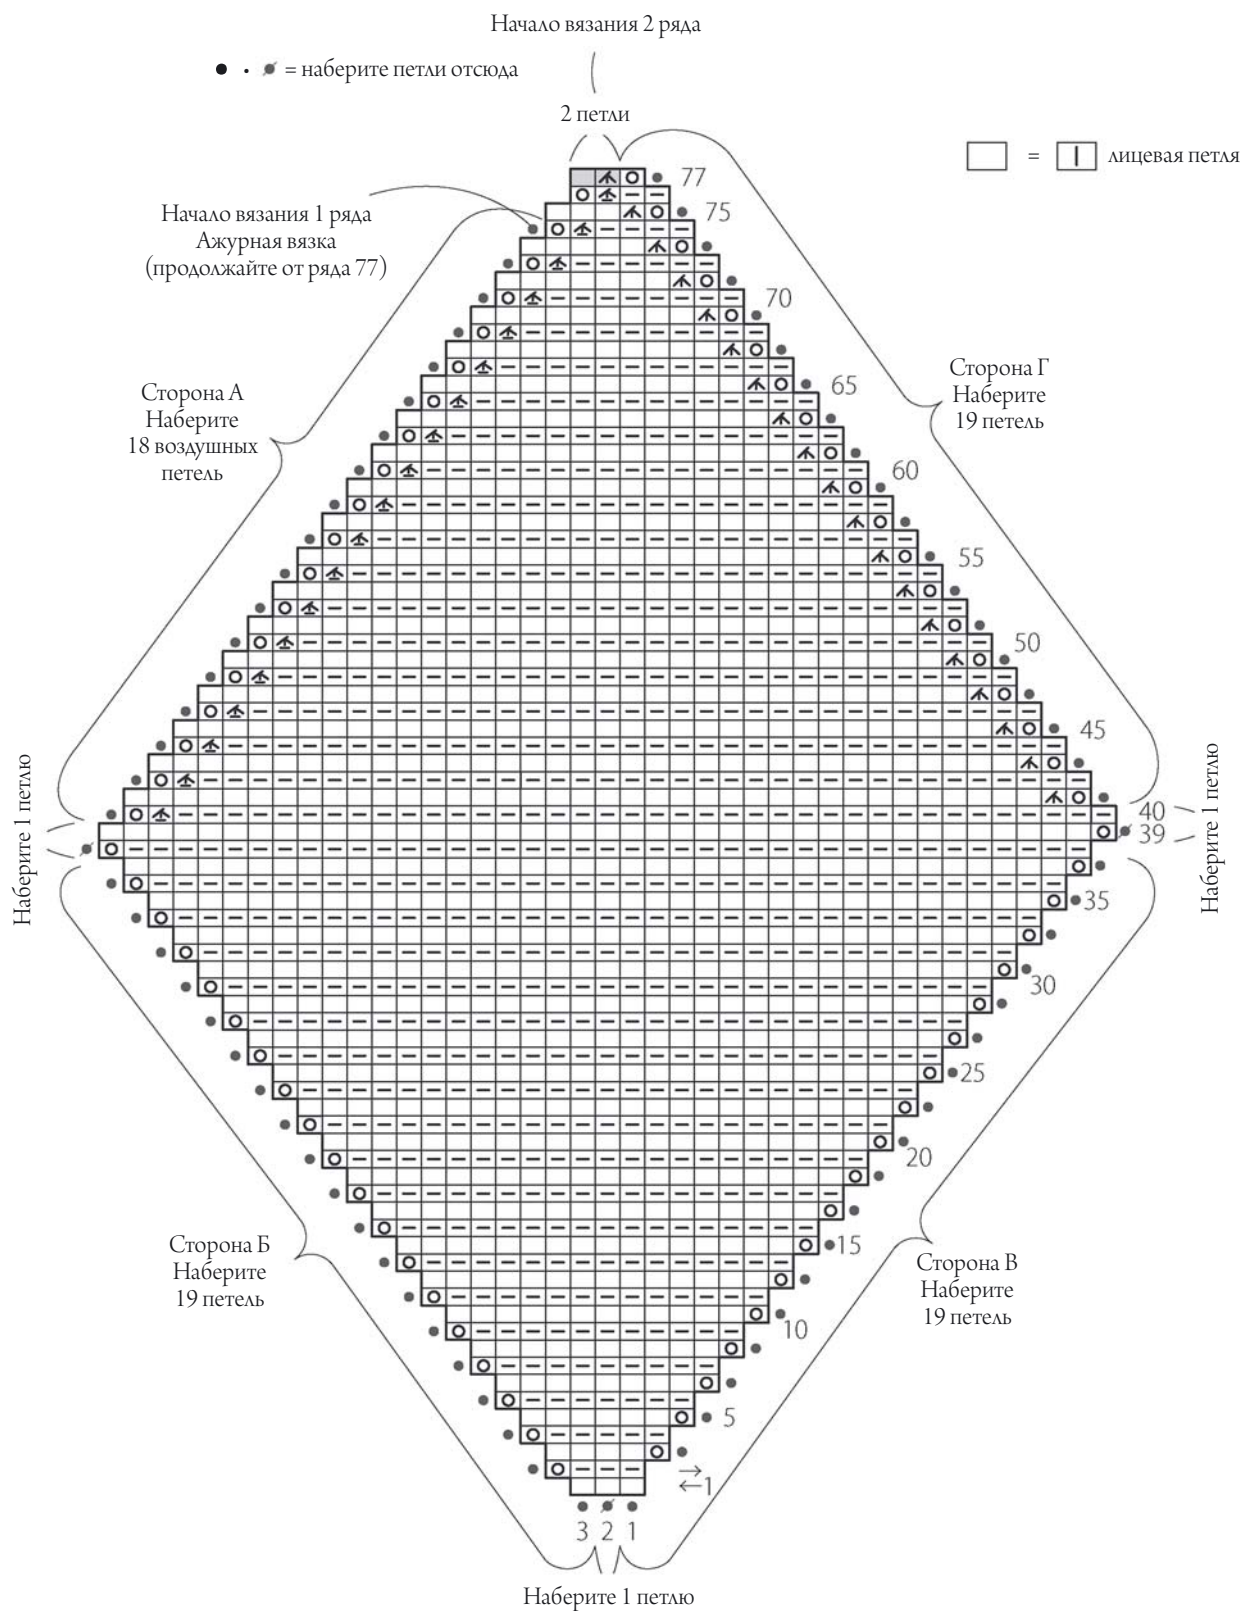 Начало вязания 2 ряда
= наберите петли отсюда
2 петли
= лицевая петля
77
75
Начало вязания 1 ряда
Ажурная вязка
(продолжайте от ряда 77)
70
Сторона А
Наберите
18 воздушных
петель
65
Сторона Г
Наберите
19 петель
60
55
50
45
Наберите 1 петлю
40
39
Наберите 1 петлю
35
30
25
20
Сторона Б
Наберите
19 петель
15
Сторона В
Наберите
19 петель
10
5
1
3 2 1
Наберите 1 петлю